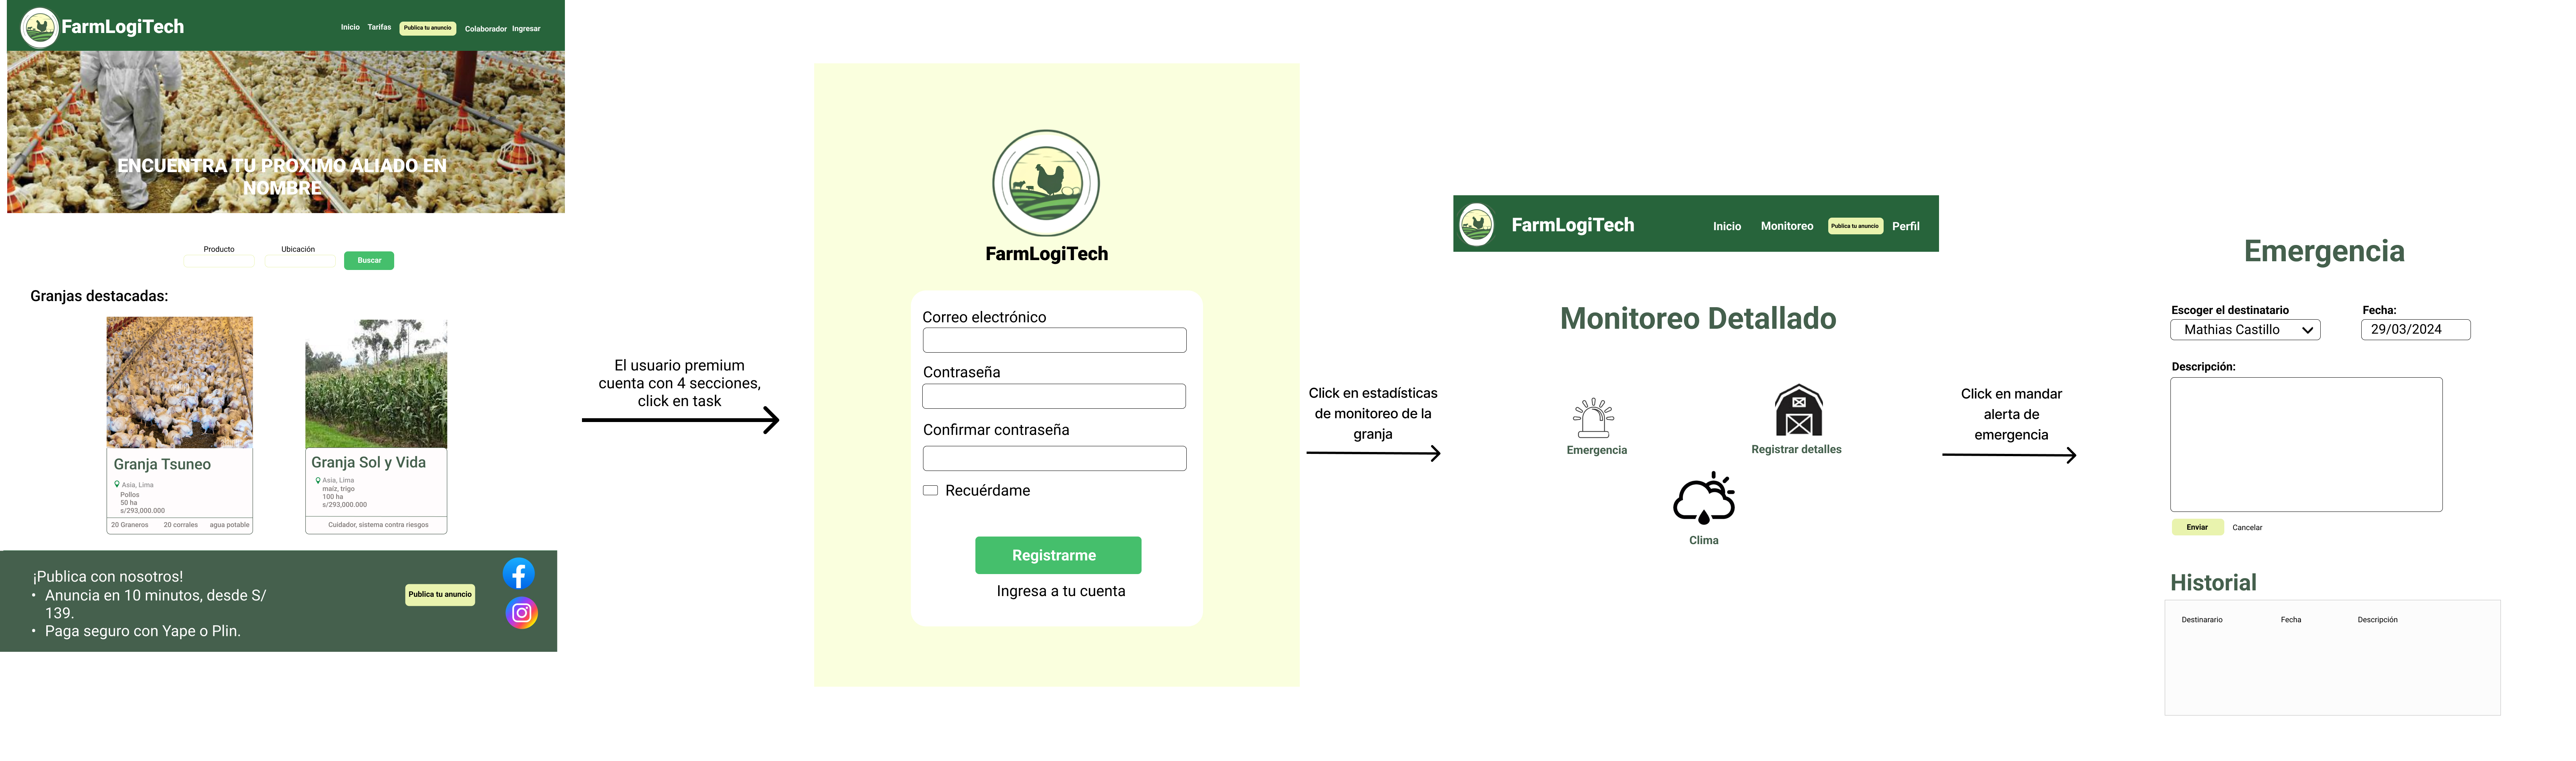 FarmLogiTech
Inicio Tarifas Publica tu anuncio Colaborador Ingresar
ENCUENTRA TU PROXIMO ALIADO EN
NOMBRE
Producto Ubicación Buscar
Granjas destacadas:
Granja Tsuneo
Asia, Lima
Pollos
50 ha
s/293,000.000
20 Graneros 20 corrales agua potable
Granja Sol y Vida
Asia, Lima
maíz, trigo
100 ha
s/293,000.000
Cuidador, sistema contra riesgos
¡Publica con nosotros!
• Anuncia en 10 minutos, desde S/
139.
• Paga seguro con Yape o Plin.
Publica tu anuncio
El usuario premium
cuenta con 4 secciones,
click en task
FarmLogiTech
Correo electrónico
Contraseña
Confirmar contraseña
Recuérdame
Registrarme
Ingresa a tu cuenta
Click en estadísticas
de monitoreo de la
granja
FarmLogiTech
Inicio Monitoreo Publica tu anuncio Perfil
Monitoreo Detallado
Emergencia
Registrar detalles
Clima
Click en mandar
alerta de
emergencia
Emergencia
Escoger el destinatario Fecha:
Mathias Castillo 29/03/2024
Descripción:
Enviar Cancelar
Historial
Destinarario Fecha Descripción